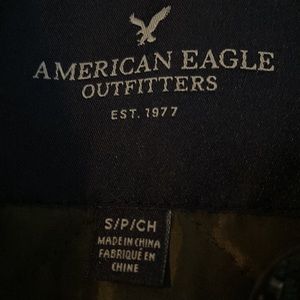 AMERICAN EAGLE
OUTFITTERS
EST. 1977
S/P/CH
MADE IN CHINA
FABRIQUÉ EN
CHINE